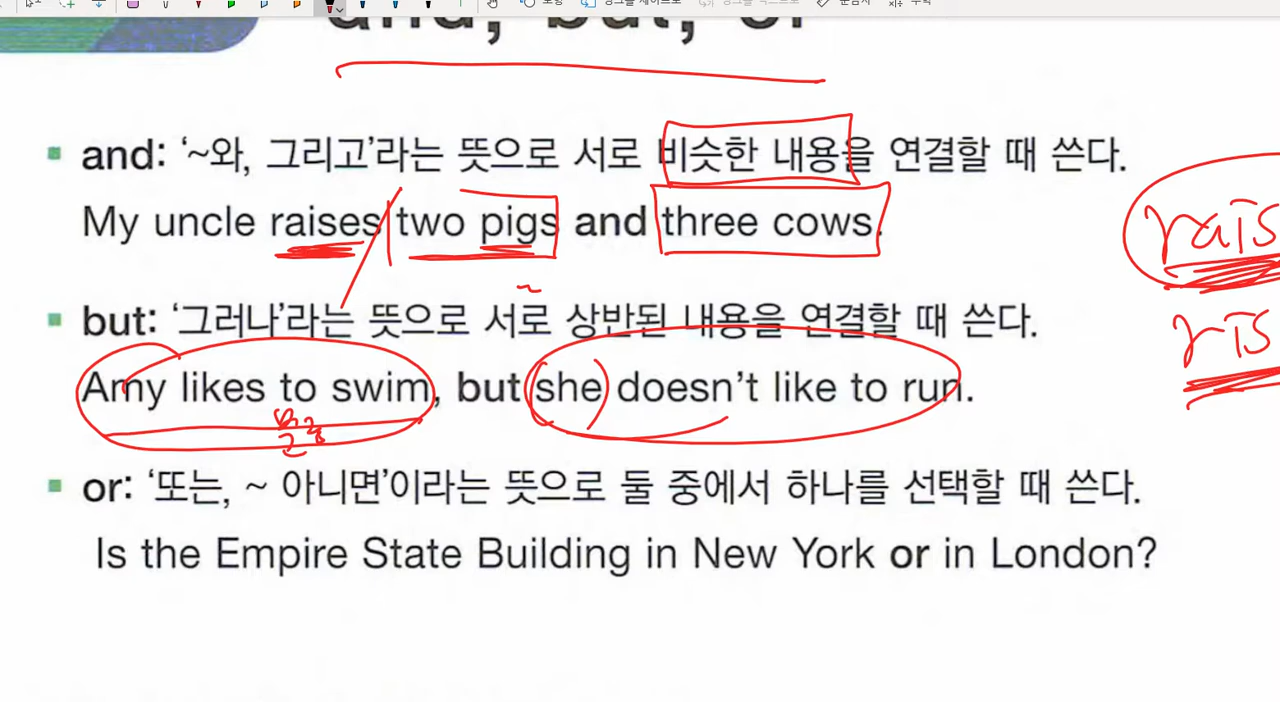 and, but, or
and: ‘~와, 그리고’라는 뜻으로 서로 비슷한 내용을 연결할 때 쓴다.
My uncle raises two pigs and three cows.
rais
but: ‘그러나’라는 뜻으로 서로 상반된 내용을 연결할 때 쓴다.
ris
Amy likes to swim, but she doesn’t like to run.
or: ‘또는, ~ 아니면’이라는 뜻으로 둘 중에서 하나를 선택할 때 쓴다.
Is the Empire State Building in New York or in London?